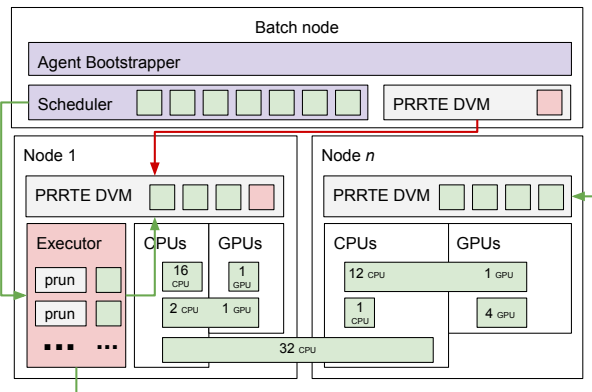 Batch node
Agent Bootstrapper
Scheduler
PRRTE DVM
Node 1
PRRTE DVM
Executor
prun
prun
... ...
CPUs
GPUs
16 CPU
1 GPU
2 CPU 1 GPU
32 CPU
Node n
PRRTE DVM
CPUs
GPUs
12 CPU 1 GPU
1 CPU
4 GPU